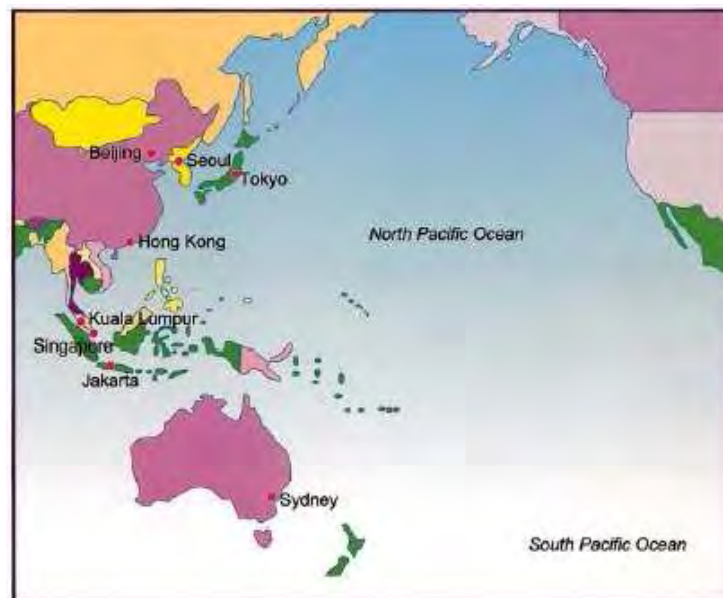 Beijing
Seoul
Tokyo
North Pacific Ocean
Hong Kong
Kuala Lumpur
Singapore
Jakarta
Sydney
South Pacific Ocean